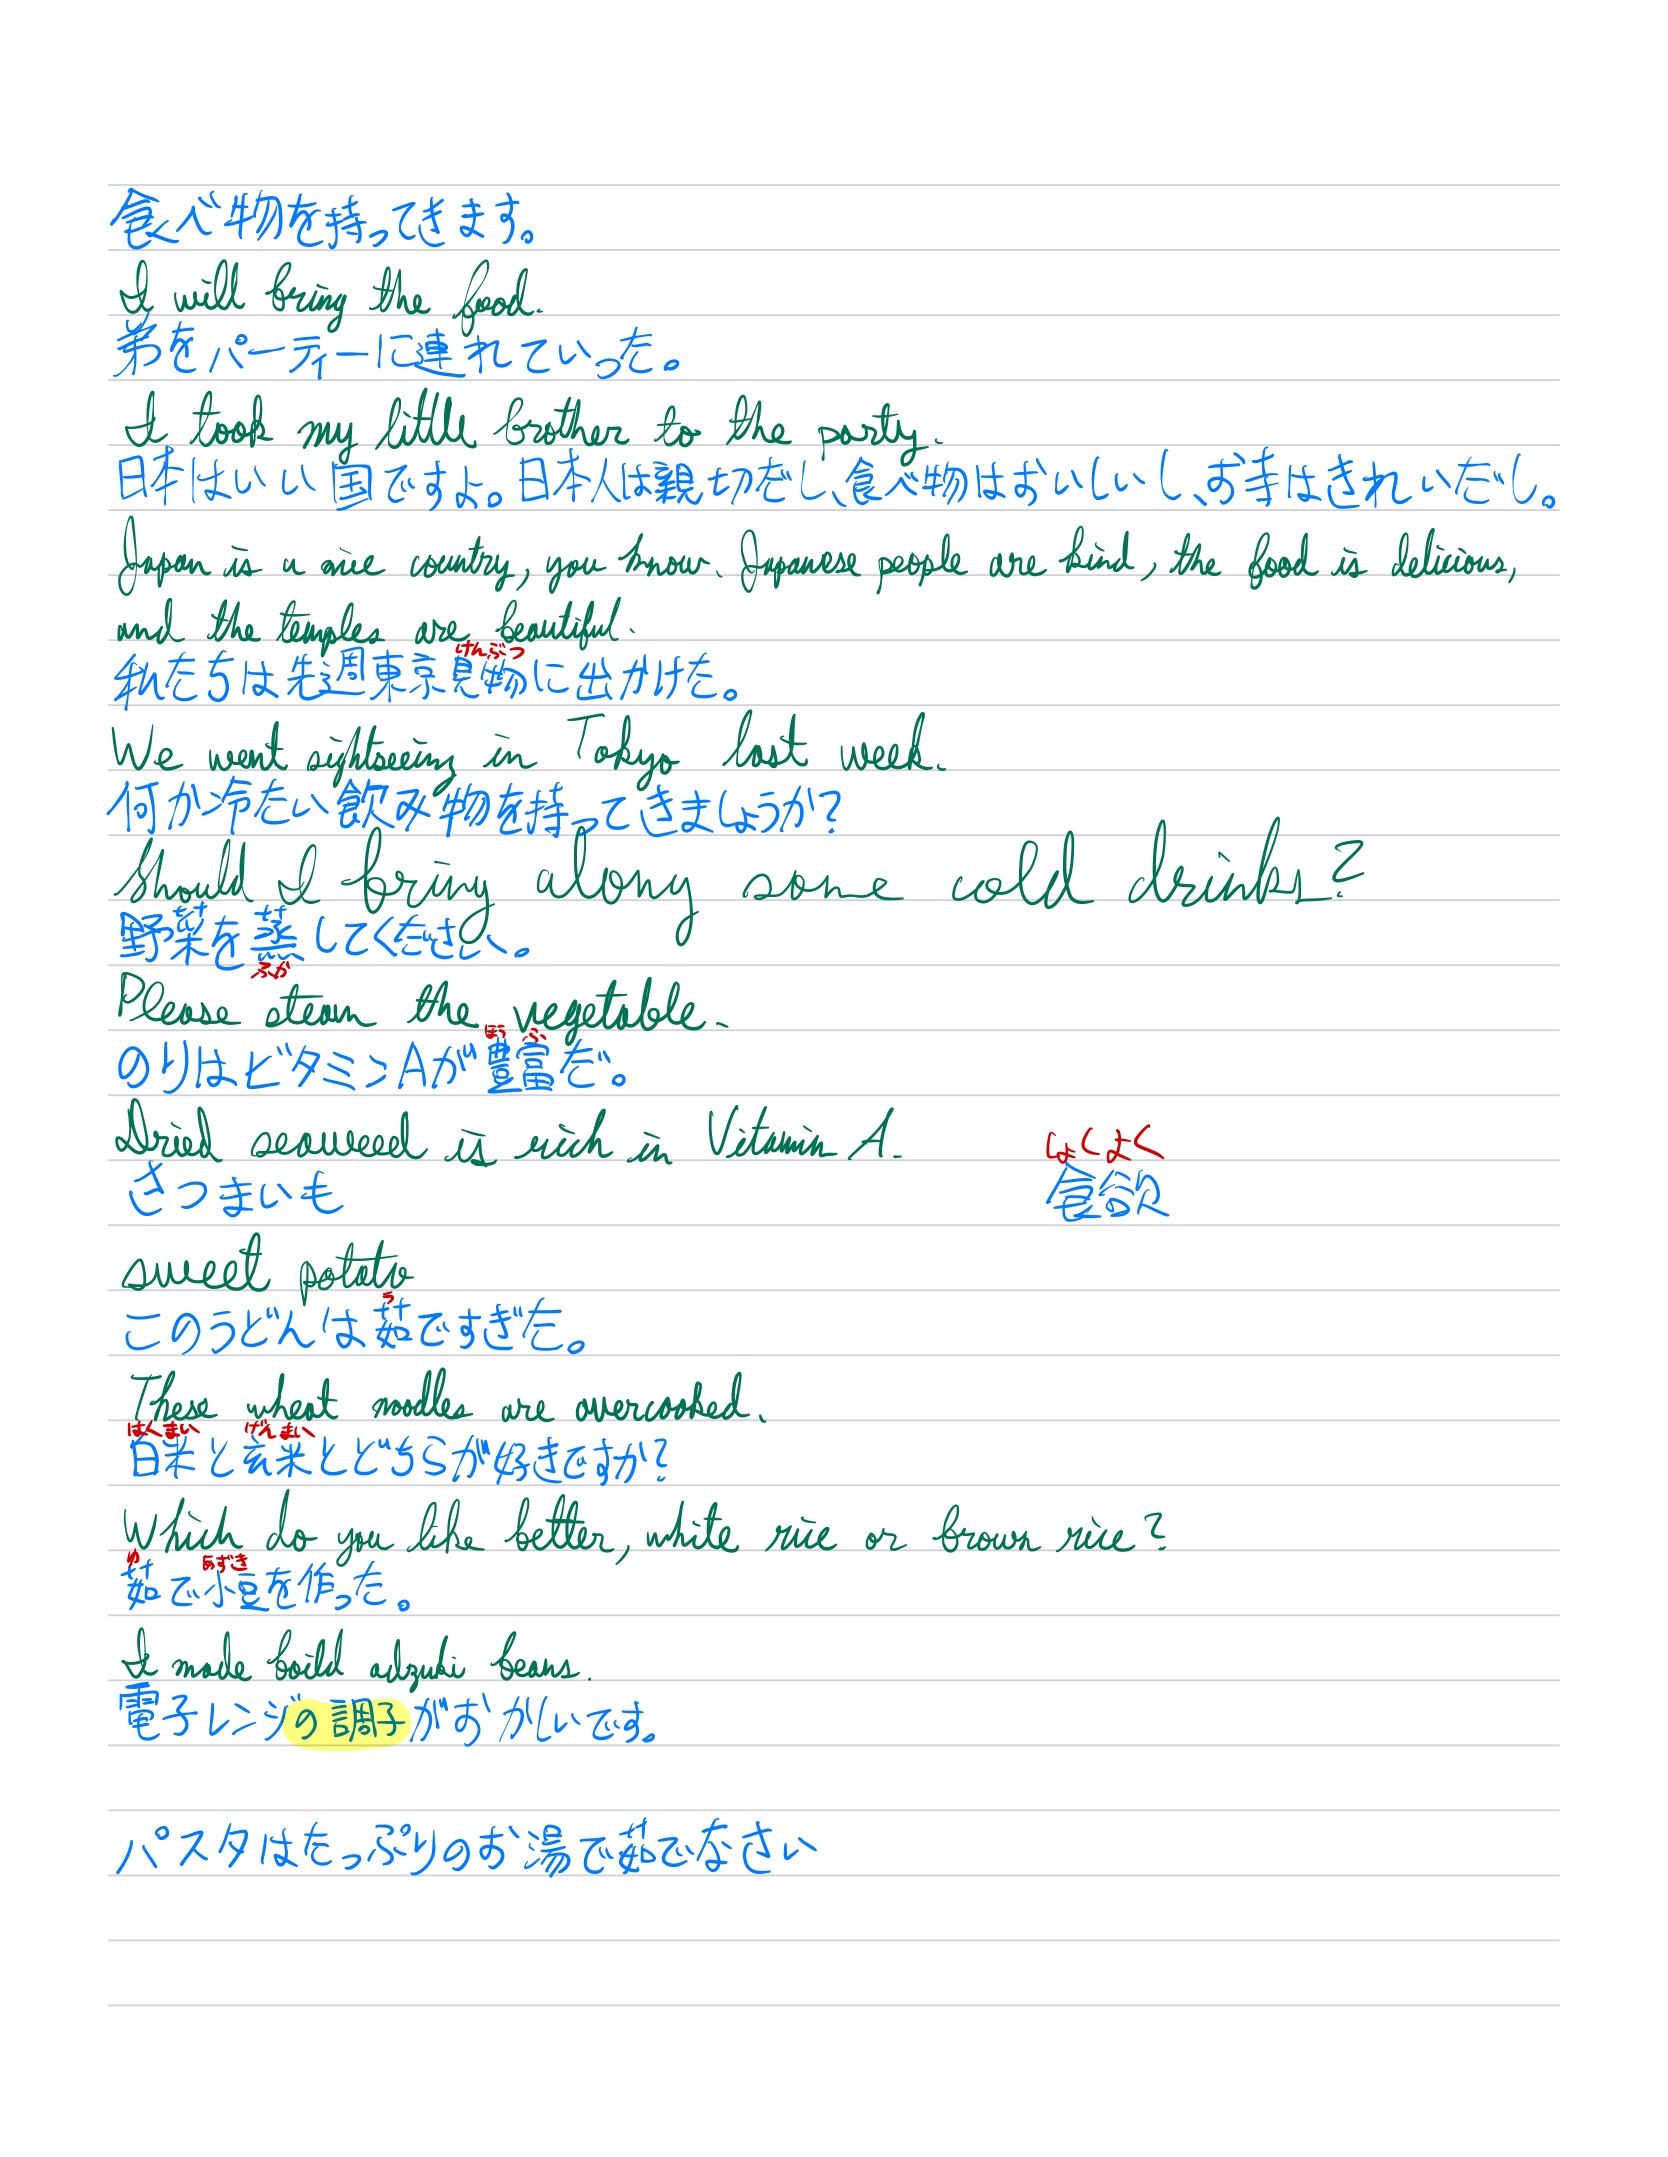 食べ物を持ってきます。
I will bring the food.
弟をパーティーに連れていった。
I took my little brother to the party.
日本はいい国ですよ。日本人は親切だし、食べ物はおいしいし、お寺はきれいだし。
Japan is a nice country, you know. Japanese people are kind, the food is delicious,
and the temples are beautiful.
けんぶつ
私たちは先週東京見物に出かけた。
We went sightseeing in Tokyo last week.
何か冷たい飲み物を持ってきましょうか?
Should I bring along some cold drinks?
野菜を蒸してください。
ふか
Please steam the vegetable.
ほう ふ
のりはビタミンAが豊富だ。
Dried seaweed is rich in Vitamin A.
しょくよく
さつまいも 食欲
sweet potato
う
このうどんは茹ですぎた。
These wheat noodles are overcooked.
はくまい げんまい
白米と玄米とどちらが好きですか?
Which do you like better, white rice or brown rice?
ゆ あずき
茹で小豆を作った。
I made boild adzuki beans.
電子レンジの調子がおかしいです。
パスタはたっぷりのお湯で茹でなさい